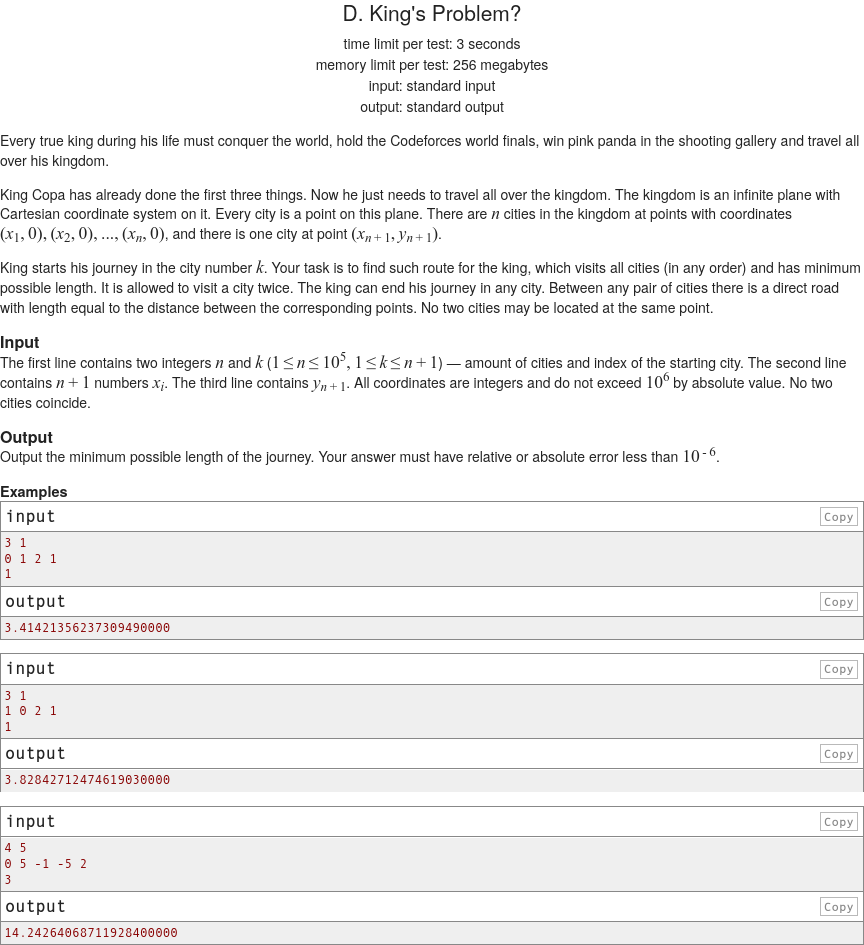 D. King's Problem?
time limit per test: 3 seconds
memory limit per test: 256 megabytes
input: standard input
output: standard output
Every true king during his life must conquer the world, hold the Codeforces world finals, win pink panda in the shooting gallery and travel all
over his kingdom.
King Copa has already done the first three things. Now he just needs to travel all over the kingdom. The kingdom is an infinite plane with
Cartesian coordinate system on it. Every city is a point on this plane. There are n cities in the kingdom at points with coordinates
(x₁, 0), (x₂, 0), ..., (xₙ, 0), and there is one city at point (xₙ ₊ ₁, yₙ ₊ ₁).
King starts his journey in the city number k. Your task is to find such route for the king, which visits all cities (in any order) and has minimum
possible length. It is allowed to visit a city twice. The king can end his journey in any city. Between any pair of cities there is a direct road
with length equal to the distance between the corresponding points. No two cities may be located at the same point.
Input
The first line contains two integers n and k (1 ≤ n ≤ 10⁵, 1 ≤ k ≤ n + 1) — amount of cities and index of the starting city. The second line
contains n + 1 numbers xᵢ. The third line contains yₙ ₊ ₁. All coordinates are integers and do not exceed 10⁶ by absolute value. No two
cities coincide.
Output
Output the minimum possible length of the journey. Your answer must have relative or absolute error less than 10⁻⁶.
Examples
input Copy
3 1
0 1 2 1
1
output Copy
3.41421356237309490000
input Copy
3 1
1 0 2 1
1
output Copy
3.82842712474619030000
input Copy
4 5
0 5 -1 -5 2
3
output Copy
14.24264068711928400000